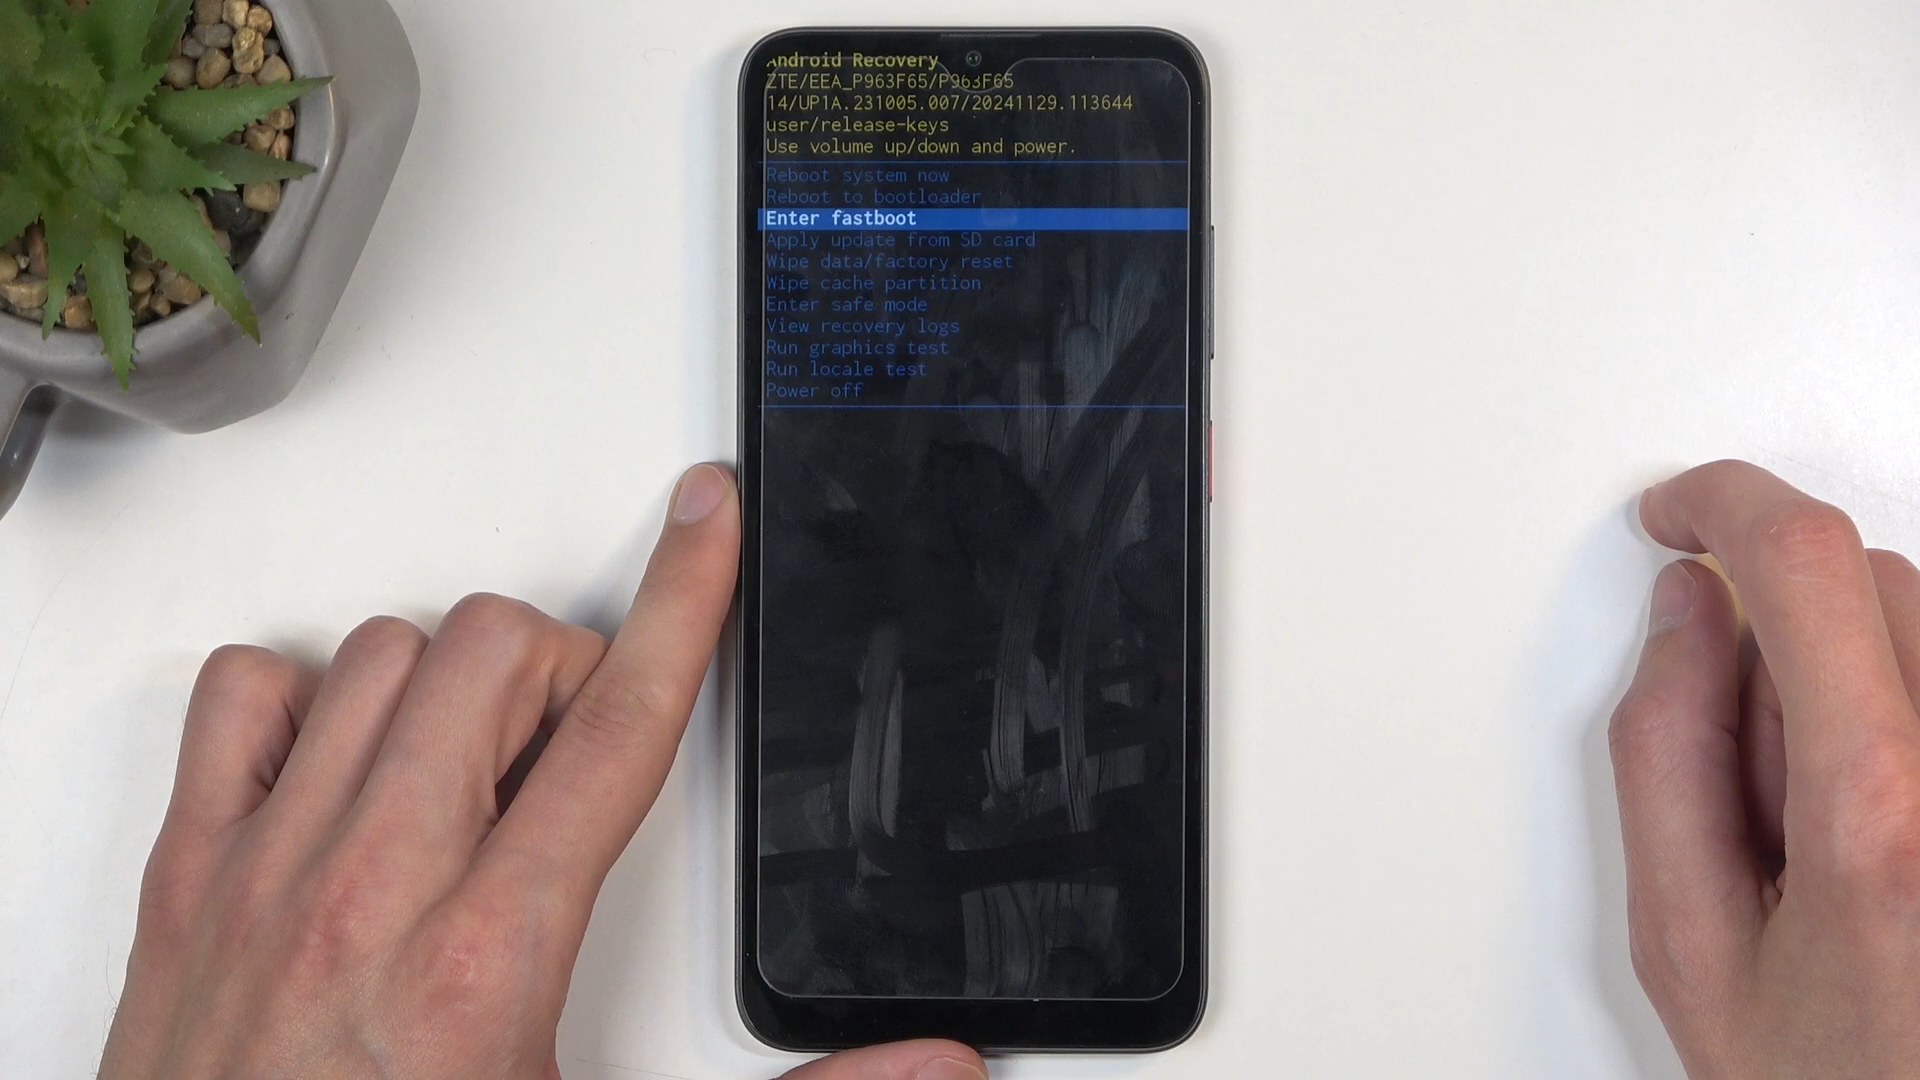 Android Recovery
ZTE/EEA_P963F65/P963F65
14/UP1A.231005.007/20241129.113644
user/release-keys
Use volume up/down and power.
Reboot system now
Reboot to bootloader
Enter fastboot
Apply update from SD card
Wipe data/factory reset
Wipe cache partition
Enter safe mode
View recovery logs
Run graphics test
Run locale test
Power off